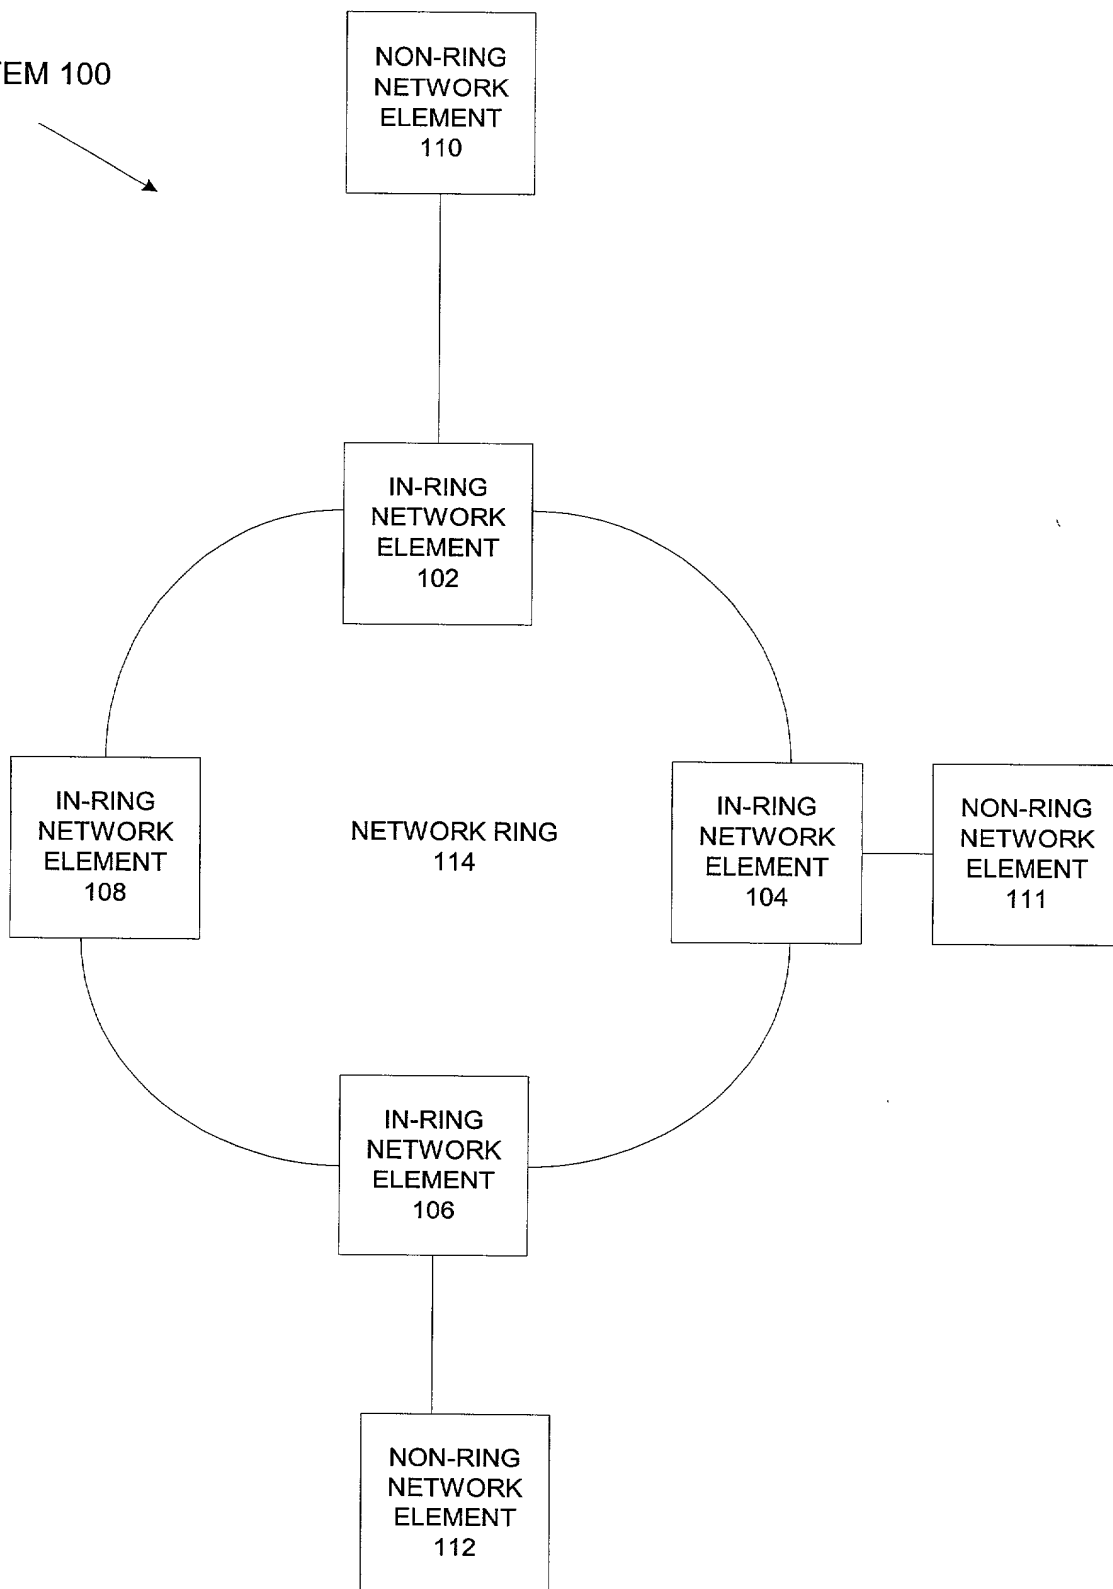 100
NON-RING
NETWORK
ELEMENT
110
IN-RING
NETWORK
ELEMENT
102
IN-RING
NETWORK
ELEMENT
108
NETWORK RING
114
IN-RING
NETWORK
ELEMENT
104
NON-RING
NETWORK
ELEMENT
111
IN-RING
NETWORK
ELEMENT
106
NON-RING
NETWORK
ELEMENT
112